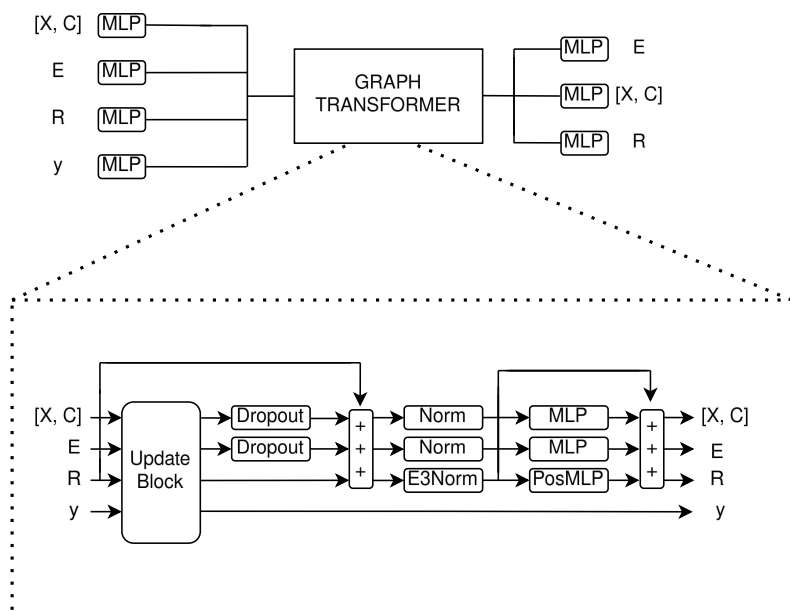 [X, C] MLP
E MLP
R MLP
y MLP
GRAPH
TRANSFORMER
MLP E
MLP [X, C]
MLP R
[X, C] Dropout + Norm MLP + [X, C]
E Dropout + Norm MLP + E
Update
Block
R + E3Norm PosMLP + R
y y